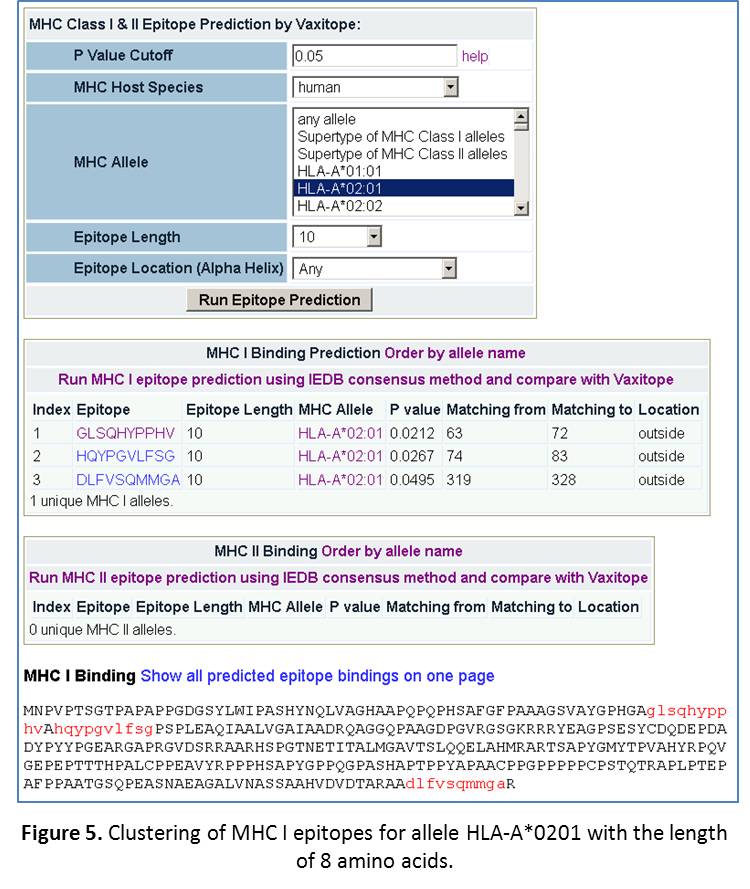 MHC Class I & II Epitope Prediction by Vaxitope:
P Value Cutoff 0.05 help
MHC Host Species human
MHC Allele
any allele
Supertype of MHC Class I alleles
Supertype of MHC Class II alleles
HLA-A*01:01
HLA-A*02:01
HLA-A*02:02
Epitope Length 10
Epitope Location (Alpha Helix) Any
Run Epitope Prediction
MHC I Binding Prediction Order by allele name
Run MHC I epitope prediction using IEDB consensus method and compare with Vaxitope
Index Epitope Epitope Length MHC Allele P value Matching from Matching to Location
1 GLSQHYPPHV 10 HLA-A*02:01 0.0212 63 72 outside
2 HQYPGVLFSG 10 HLA-A*02:01 0.0267 74 83 outside
3 DLFVSQMMGA 10 HLA-A*02:01 0.0495 319 328 outside
1 unique MHC I alleles.
MHC II Binding Order by allele name
Run MHC II epitope prediction using IEDB consensus method and compare with Vaxitope
Index Epitope Epitope Length MHC Allele P value Matching from Matching to Location
0 unique MHC II alleles.
MHC I Binding Show all predicted epitope bindings on one page
MNPVPTSGTPAPAPPGDGSYLWIPASHYNQLVAGHAAPQPQPHSAFGFPAAAGSVAYGPHGAglsqhypp
hvAhqypgvlfsgPSPLEAQIAALVGAIAADRQAGGQPAAGDPGVRGSGKRRRYEAGPSESYCDQDEPDA
DYPYYPGEARGAPRGVDSRRAARHSPGTNETITALMGAVTSLQQELAHMRARTSAPYGMYTPVAHYRPQV
GEPEPTTTHPALCPPEAVYRPPPHSAPYGPPQGPASHAPTPPYAPAACPPGPPPPPCPSTQTRAPLPTEP
AFPPAATGSQPEASNAEAGALVNASSAAHVDVDTARAAdlfvsqmmgaR
Figure 5. Clustering of MHC I epitopes for allele HLA-A*0201 with the length
of 8 amino acids.